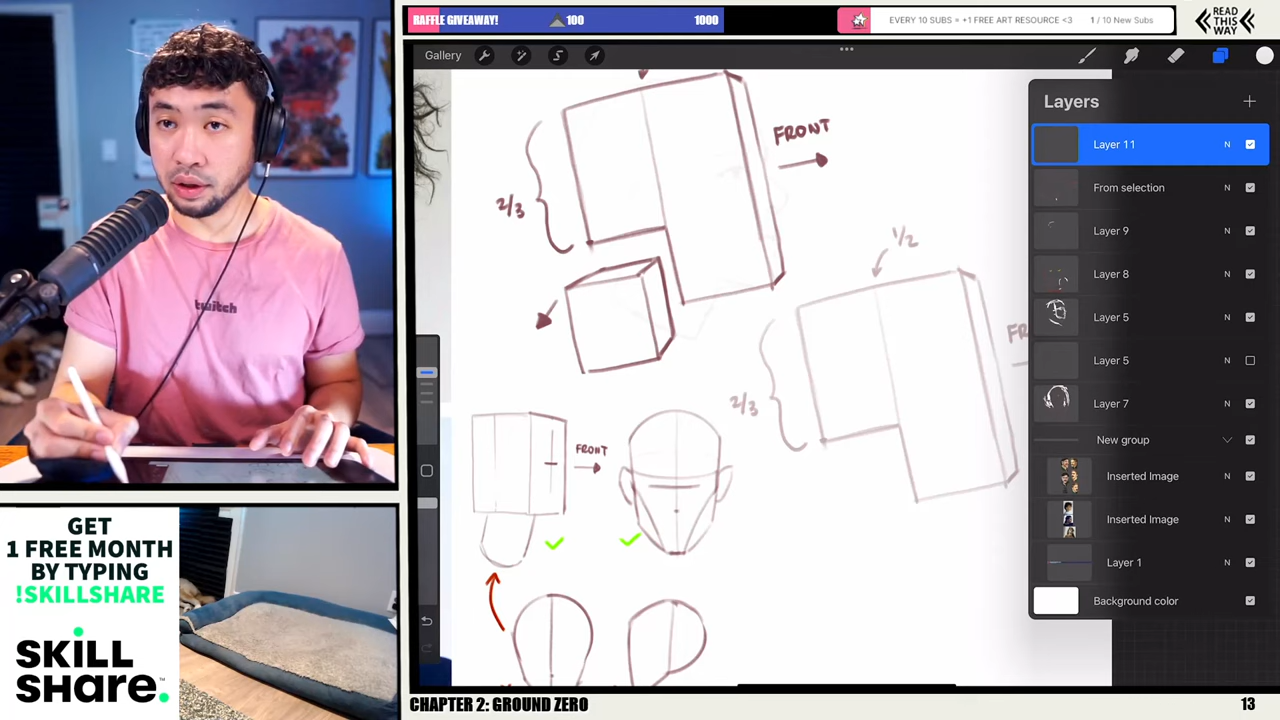 RAFFLE GIVEAWAY!
100
1000
EVERY 10 SUBS = +1 FREE ART RESOURCE <3
1 / 10 New Subs
READ
THIS
WAY
Gallery
Layers
Layer 11
N
From selection
N
Layer 9
N
Layer 8
N
Layer 5
N
Layer 5
N
Layer 7
N
New group
Inserted Image
N
Inserted Image
N
Layer 1
N
Background color
FRONT
2/3
1/2
2/3
FRONT
twitch
GET
1 FREE MONTH
BY TYPING
!SKILLSHARE
SKILL
SHaRe.
CHAPTER 2: GROUND ZERO
13